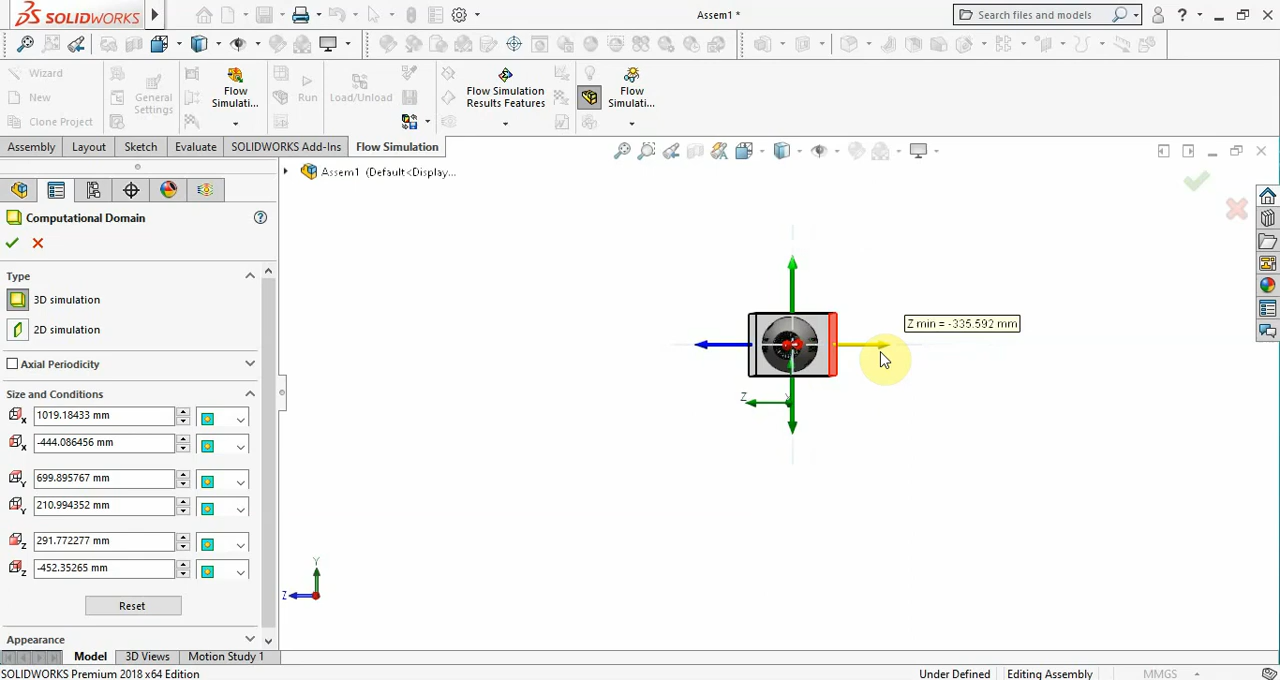 SOLIDWORKS
Assem1 *
Search files and models
?
Wizard
New
Clone Project
General
Settings
Flow
Simulati...
Run
Load/Unload
Flow Simulation
Results Features
Flow
Simulati...
Assembly
Layout
Sketch
Evaluate
SOLIDWORKS Add-Ins
Flow Simulation
Assem1 (Default<Display...
Computational Domain
?
Type
3D simulation
2D simulation
Axial Periodicity
Size and Conditions
X
1019.18433 mm
X
-444.086456 mm
Y
699.895767 mm
Y
210.994352 mm
Z
291.772277 mm
Z
-452.35265 mm
Reset
Appearance
Z min = -335.592 mm
Z
Y
Z
Model
3D Views
Motion Study 1
SOLIDWORKS Premium 2018 x64 Edition
Under Defined
Editing Assembly
MMGS